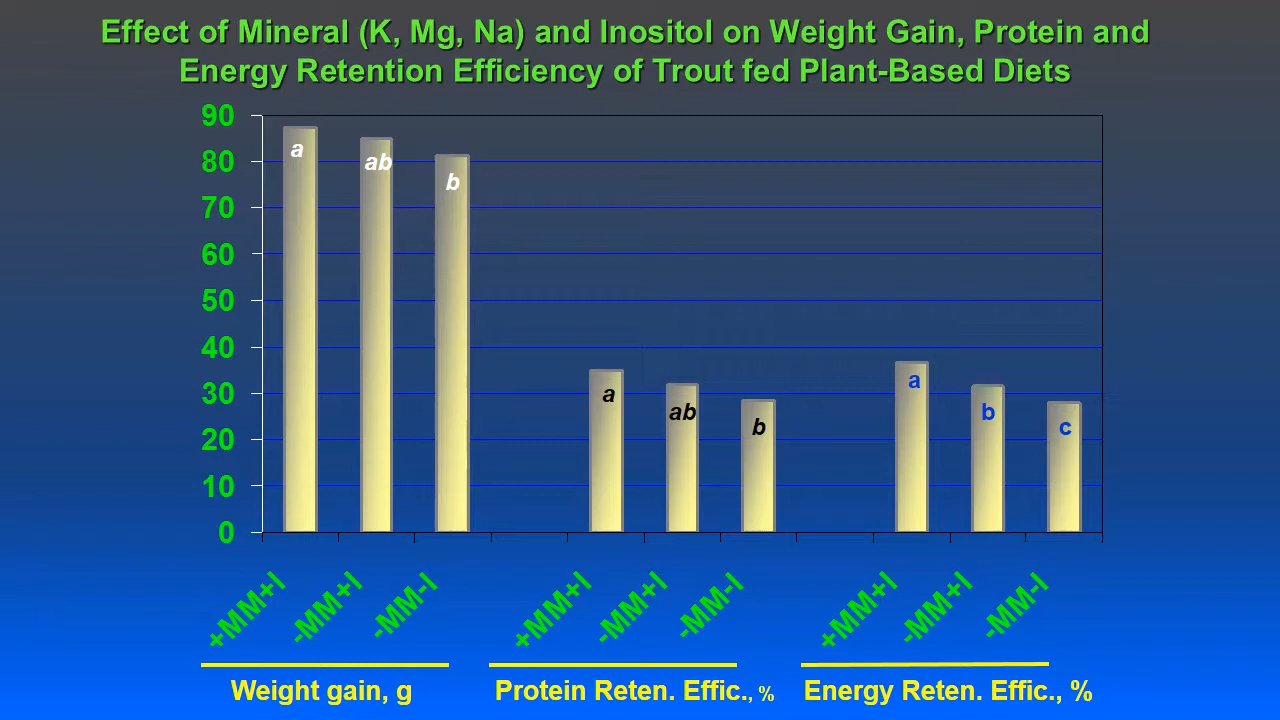 Effect of Mineral (K, Mg, Na) and Inositol on Weight Gain, Protein and
Energy Retention Efficiency of Trout fed Plant-Based Diets
90
80
70
60
50
40
30
20
10
0
a
ab
b
a
ab
b
a
b
c
+MM+I
-MM+I
-MM-I
+MM+I
-MM+I
-MM-I
+MM+I
-MM+I
-MM-I
Weight gain, g
Protein Reten. Effic., %
Energy Reten. Effic., %